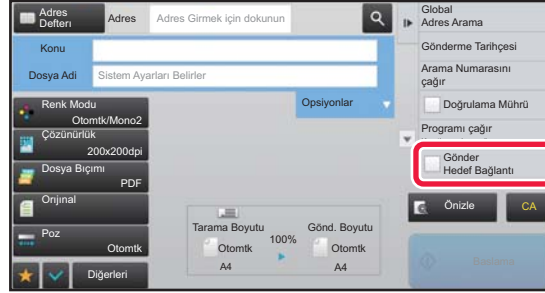 Adres
Defteri
Adres
Adres Girmek için dokunun
Konu
Dosya Adi
Sistem Ayarları Belirler
Opsiyonlar
Renk Modu
Otomtk/Mono2
Çözünürlük
200x200dpi
Dosya Bıçımı
PDF
Orıjınal
Poz
Otomtk
Diğerleri
Tarama Boyutu
Otomtk
A4
100%
Gönd. Boyutu
Otomtk
A4
Global
Adres Arama
Gönderme Tarihçesi
Arama Numarasını
çağır
Doğrulama Mührü
Programı çağır
Gönder
Hedef Bağlantı
Önizle
CA